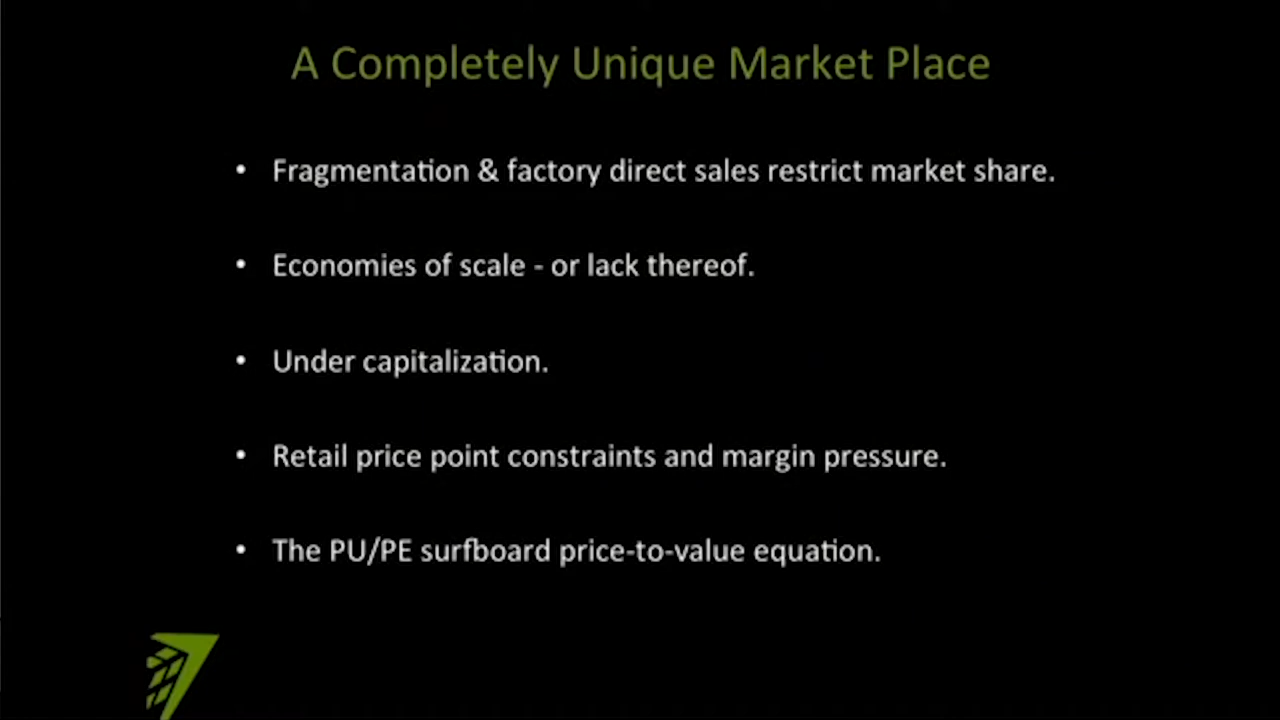 A Completely Unique Market Place
• Fragmentation & factory direct sales restrict market share.
• Economies of scale - or lack thereof.
• Under capitalization.
• Retail price point constraints and margin pressure.
• The PU/PE surfboard price-to-value equation.